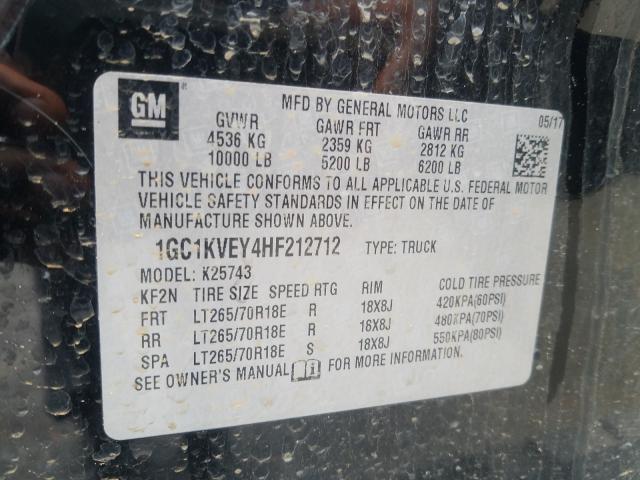 GM ®
MFD BY GENERAL MOTORS LLC 05/17
GVWR GAWR FRT GAWR RR
4536 KG 2359 KG 2812 KG
10000 LB 5200 LB 6200 LB
THIS VEHICLE CONFORMS TO ALL APPLICABLE U.S. FEDERAL MOTOR
VEHICLE SAFETY STANDARDS IN EFFECT ON THE DATE OF
MANUFACTURE SHOWN ABOVE.
1GC1KVEY4HF212712 TYPE: TRUCK
MODEL: K25743
KF2N TIRE SIZE SPEED RTG RIM COLD TIRE PRESSURE
FRT LT265/70R18E R 18X8J 420KPA(60PSI)
RR LT265/70R18E R 18X8J 480KPA(70PSI)
SPA LT265/70R18E S 18X8J 550KPA(80PSI)
SEE OWNER'S MANUAL FOR MORE INFORMATION.